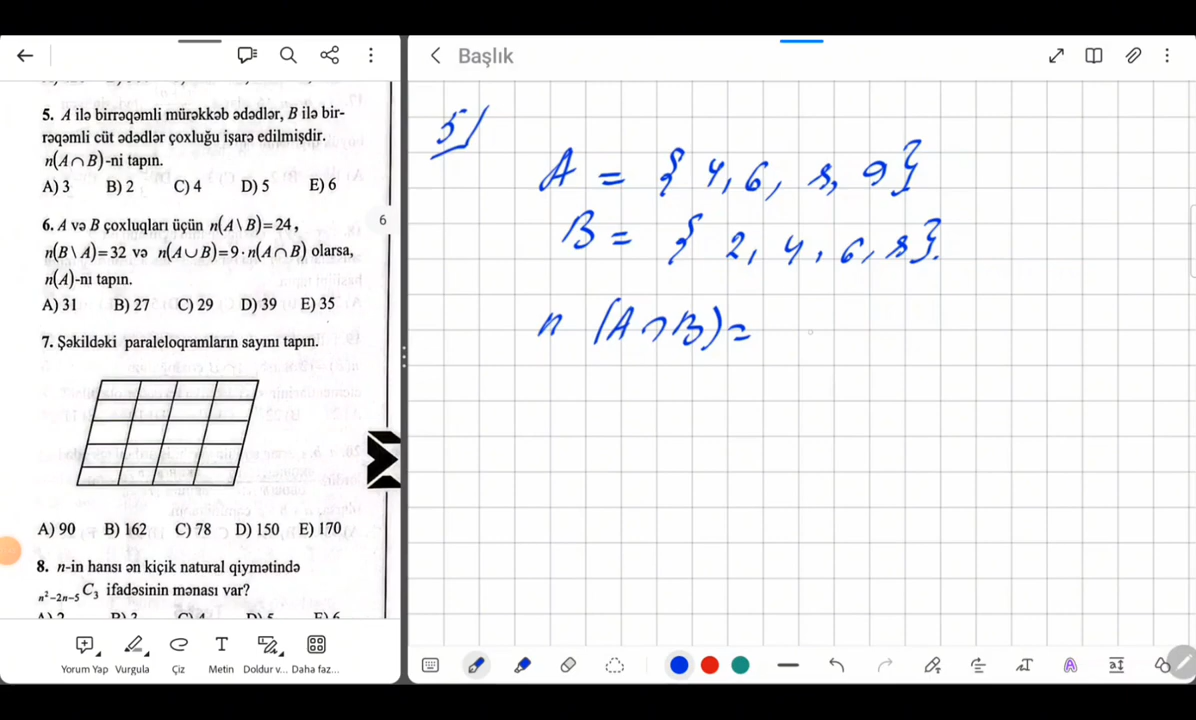 Başlık
5. A ilə birrəqəmli mürəkkəb ədədlər, B ilə bir-
rəqəmli cüt ədədlər çoxluğu işarə edilmişdir.
n(A∩B)-ni tapın.
A) 3 B) 2 C) 4 D) 5 E) 6
6. A və B çoxluqları üçün n(A \ B)=24,
n(B \ A)=32 və n(A∪B)=9·n(A∩B) olarsa,
n(A)-nı tapın.
A) 31 B) 27 C) 29 D) 39 E) 35
6
7. Şəkildəki paraleloqramların sayını tapın.
A) 90 B) 162 C) 78 D) 150 E) 170
8. n-in hansı ən kiçik natural qiymətində
n²−2n−5C₃ ifadəsinin mənası var?
Yorum Yap Vurgula Çiz Metin Doldur v... Daha faz...
5/
A = { 4, 6, 8, 9}
B = { 2, 4, 6, 8}.
n (A∩B)=